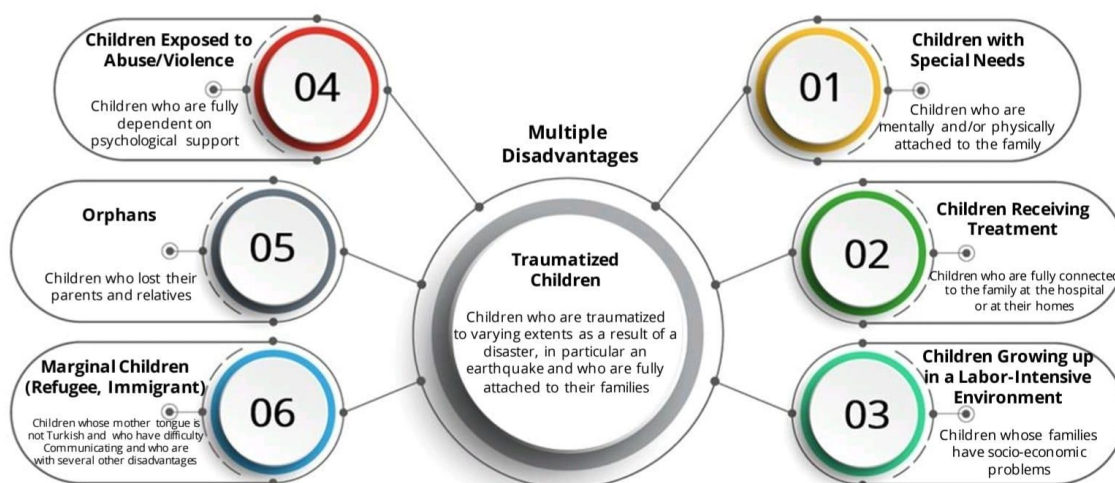 Multiple
Disadvantages
Traumatized
Children
Children who are traumatized
to varying extents as a result of a
disaster, in particular an
earthquake and who are fully
attached to their families
01
Children with
Special Needs
Children who are
mentally and/or physically
attached to the family
02
Children Receiving
Treatment
Children who are fully connected
to the family at the hospital
or at their homes
03
Children Growing up
in a Labor-Intensive
Environment
Children whose families
have socio-economic
problems
04
Children Exposed to
Abuse/Violence
Children who are fully
dependent on
psychological support
05
Orphans
Children who lost their
parents and relatives
06
Marginal Children
(Refugee, Immigrant)
Children whose mother tongue is
not Turkish and who have difficulty
Communicating and who are
with several other disadvantages